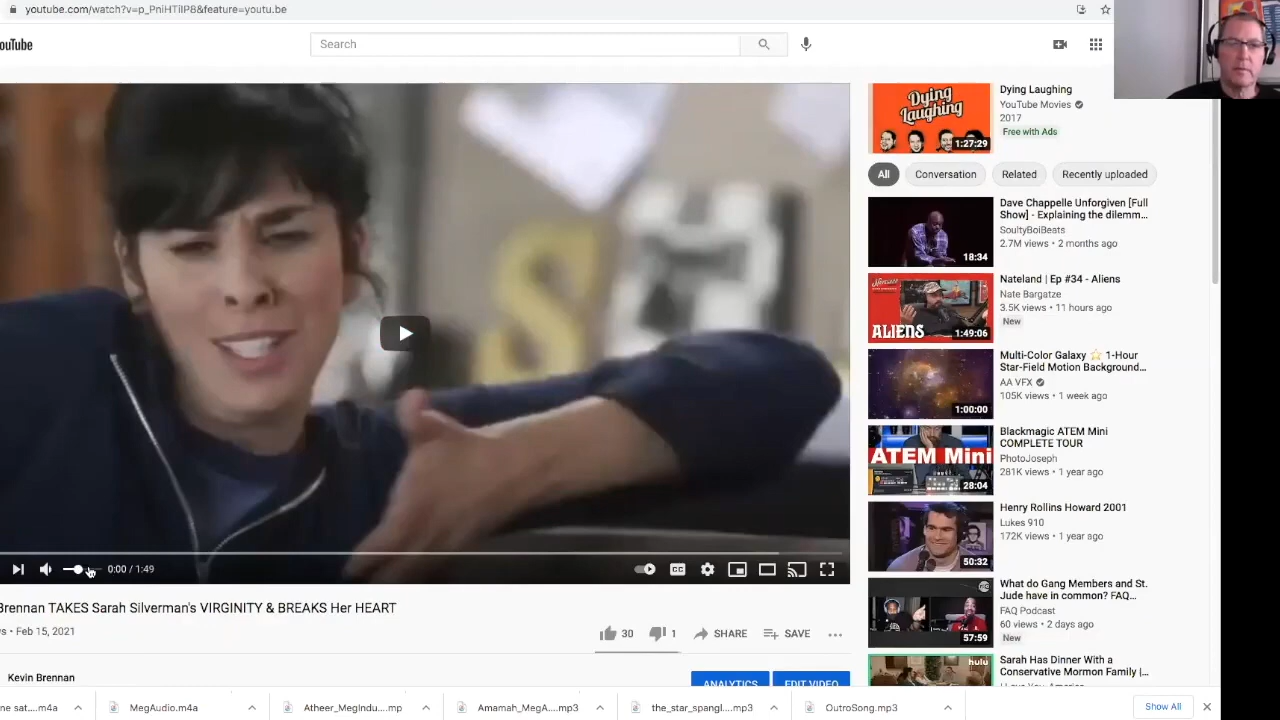 youtube.com/watch?v=p_PniHTilP8&feature=youtu.be
ouTube
Search
Dying Laughing
1:27:29
Dying Laughing
YouTube Movies
2017
Free with Ads
All
Conversation
Related
Recently uploaded
18:34
Dave Chappelle Unforgiven [Full
Show] - Explaining the dilemm...
SoultyBoiBeats
2.7M views • 2 months ago
ALIENS
1:49:06
Nateland | Ep #34 - Aliens
Nate Bargatze
3.5K views • 11 hours ago
New
1:00:00
Multi-Color Galaxy ⭐ 1-Hour
Star-Field Motion Background...
AA VFX
105K views • 1 week ago
ATEM Mini
28:04
Blackmagic ATEM Mini
COMPLETE TOUR
PhotoJoseph
281K views • 1 year ago
50:32
Henry Rollins Howard 2001
Lukes 910
172K views • 1 year ago
57:59
What do Gang Members and St.
Jude have in common? FAQ...
FAQ Podcast
60 views • 2 days ago
New
hulu
Sarah Has Dinner With a
Conservative Mormon Family |...
0:00 / 1:49
CC
Brennan TAKES Sarah Silverman's VIRGINITY & BREAKS Her HEART
s • Feb 15, 2021
30
1
SHARE
SAVE
Kevin Brennan
ANALYTICS
EDIT VIDEO
ne sat....m4a
MegAudio.m4a
Atheer_MegIndu....mp
Amamah_MegA....mp3
the_star_spangl....mp3
OutroSong.mp3
Show All